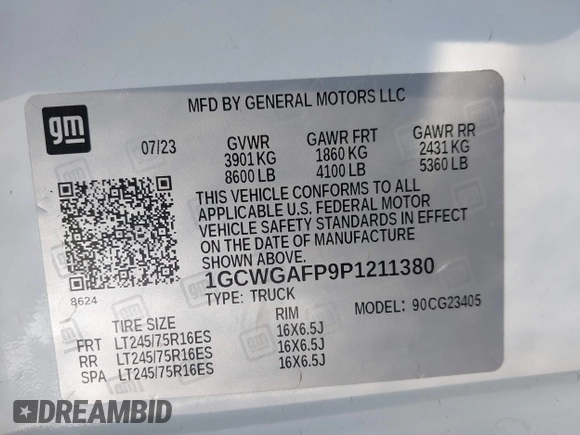 MFD BY GENERAL MOTORS LLC
gm
07/23 GVWR GAWR FRT GAWR RR
3901 KG 1860 KG 2431 KG
8600 LB 4100 LB 5360 LB
THIS VEHICLE CONFORMS TO ALL
APPLICABLE U.S. FEDERAL MOTOR
VEHICLE SAFETY STANDARDS IN EFFECT
ON THE DATE OF MANUFACTURE
SHOWN ABOVE.
8624
1GCWGAFP9P1211380
TYPE: TRUCK MODEL: 90CG23405
TIRE SIZE RIM
FRT LT245/75R16ES 16X6.5J
RR LT245/75R16ES 16X6.5J
SPA LT245/75R16ES 16X6.5J
DREAMBID